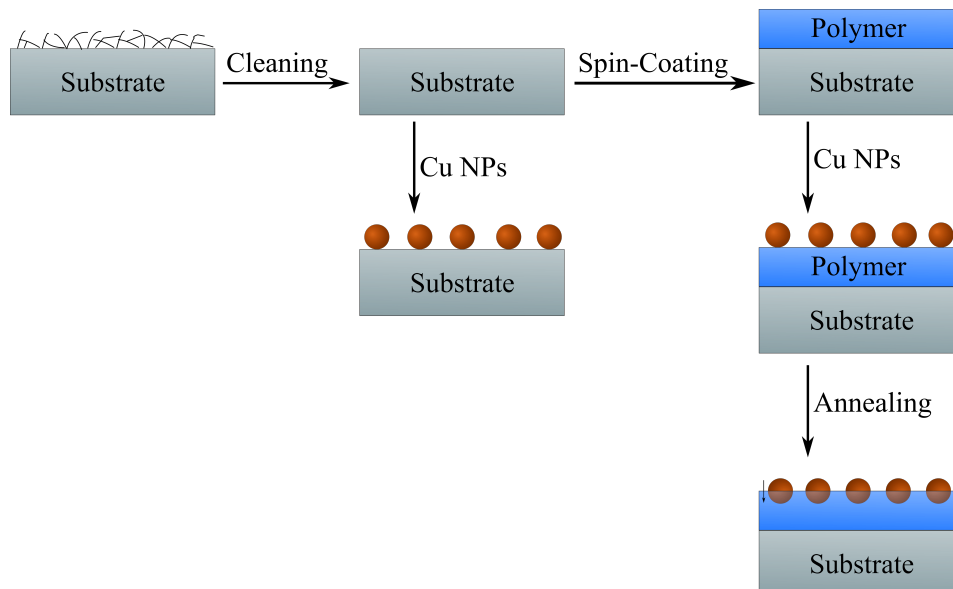 Substrate
Cleaning
Substrate
Spin-Coating
Polymer
Substrate
Cu NPs
Cu NPs
Substrate
Polymer
Substrate
Annealing
Substrate